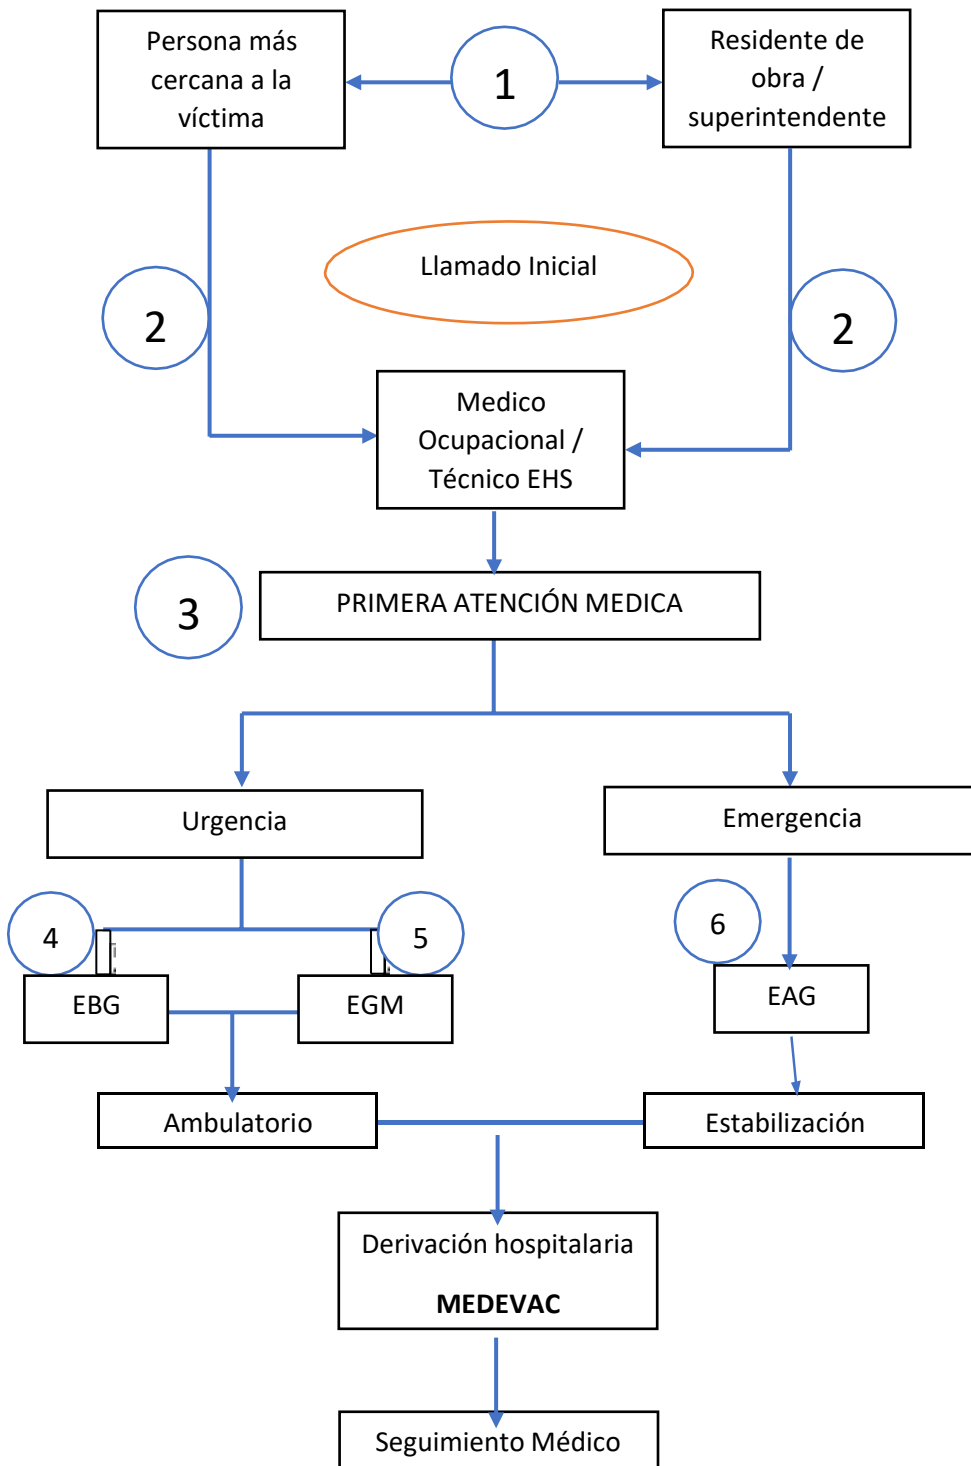 Persona más
cercana a la
víctima
1
Residente de
obra /
superintendente
Llamado Inicial
2
2
Medico
Ocupacional /
Técnico EHS
3
PRIMERA ATENCIÓN MEDICA
Urgencia
Emergencia
4
5
6
EBG
EGM
EAG
Ambulatorio
Estabilización
Derivación hospitalaria
MEDEVAC
Seguimiento Médico